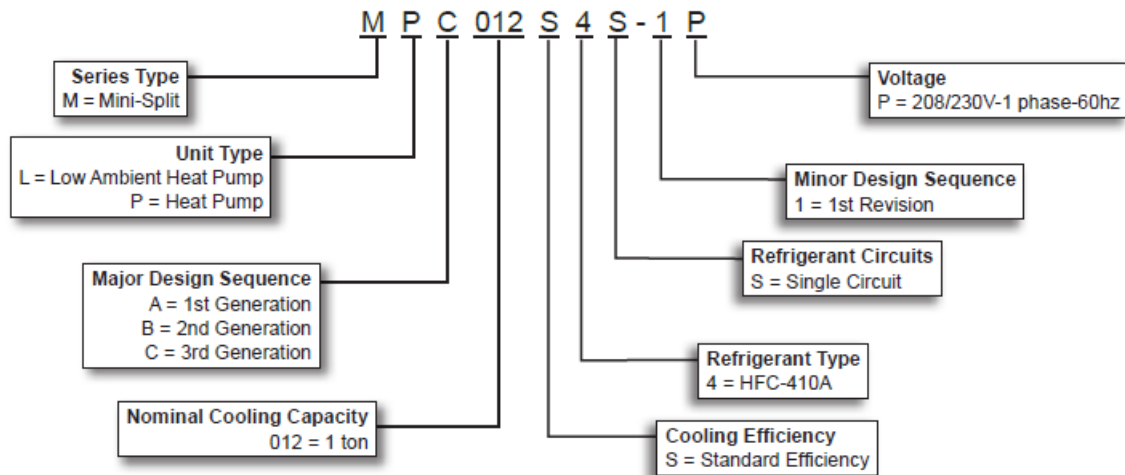 M P C 012 S 4 S - 1 P
Series Type
M = Mini-Split
Unit Type
L = Low Ambient Heat Pump
P = Heat Pump
Major Design Sequence
A = 1st Generation
B = 2nd Generation
C = 3rd Generation
Nominal Cooling Capacity
012 = 1 ton
Voltage
P = 208/230V-1 phase-60hz
Minor Design Sequence
1 = 1st Revision
Refrigerant Circuits
S = Single Circuit
Refrigerant Type
4 = HFC-410A
Cooling Efficiency
S = Standard Efficiency